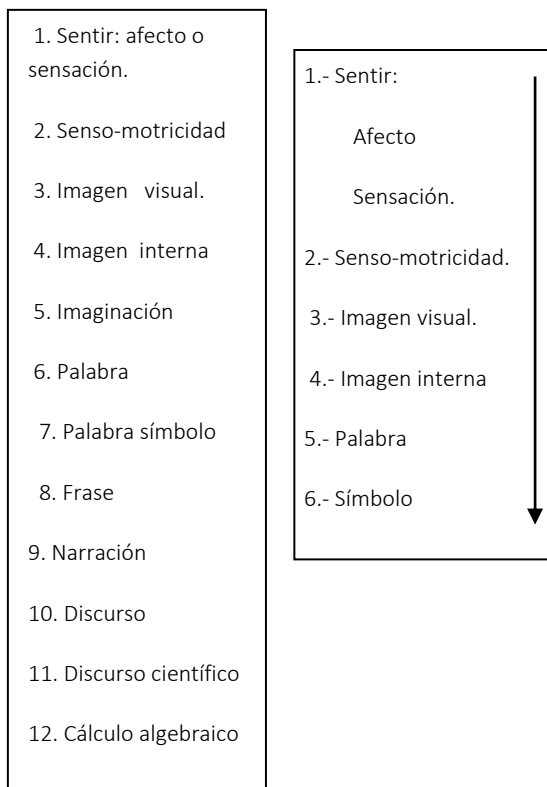 1. Sentir: afecto o
sensación.
2. Senso-motricidad
3. Imagen visual.
4. Imagen interna
5. Imaginación
6. Palabra
7. Palabra símbolo
8. Frase
9. Narración
10. Discurso
11. Discurso científico
12. Cálculo algebraico
1.- Sentir:
Afecto
Sensación.
2.- Senso-motricidad.
3.- Imagen visual.
4.- Imagen interna
5.- Palabra
6.- Símbolo